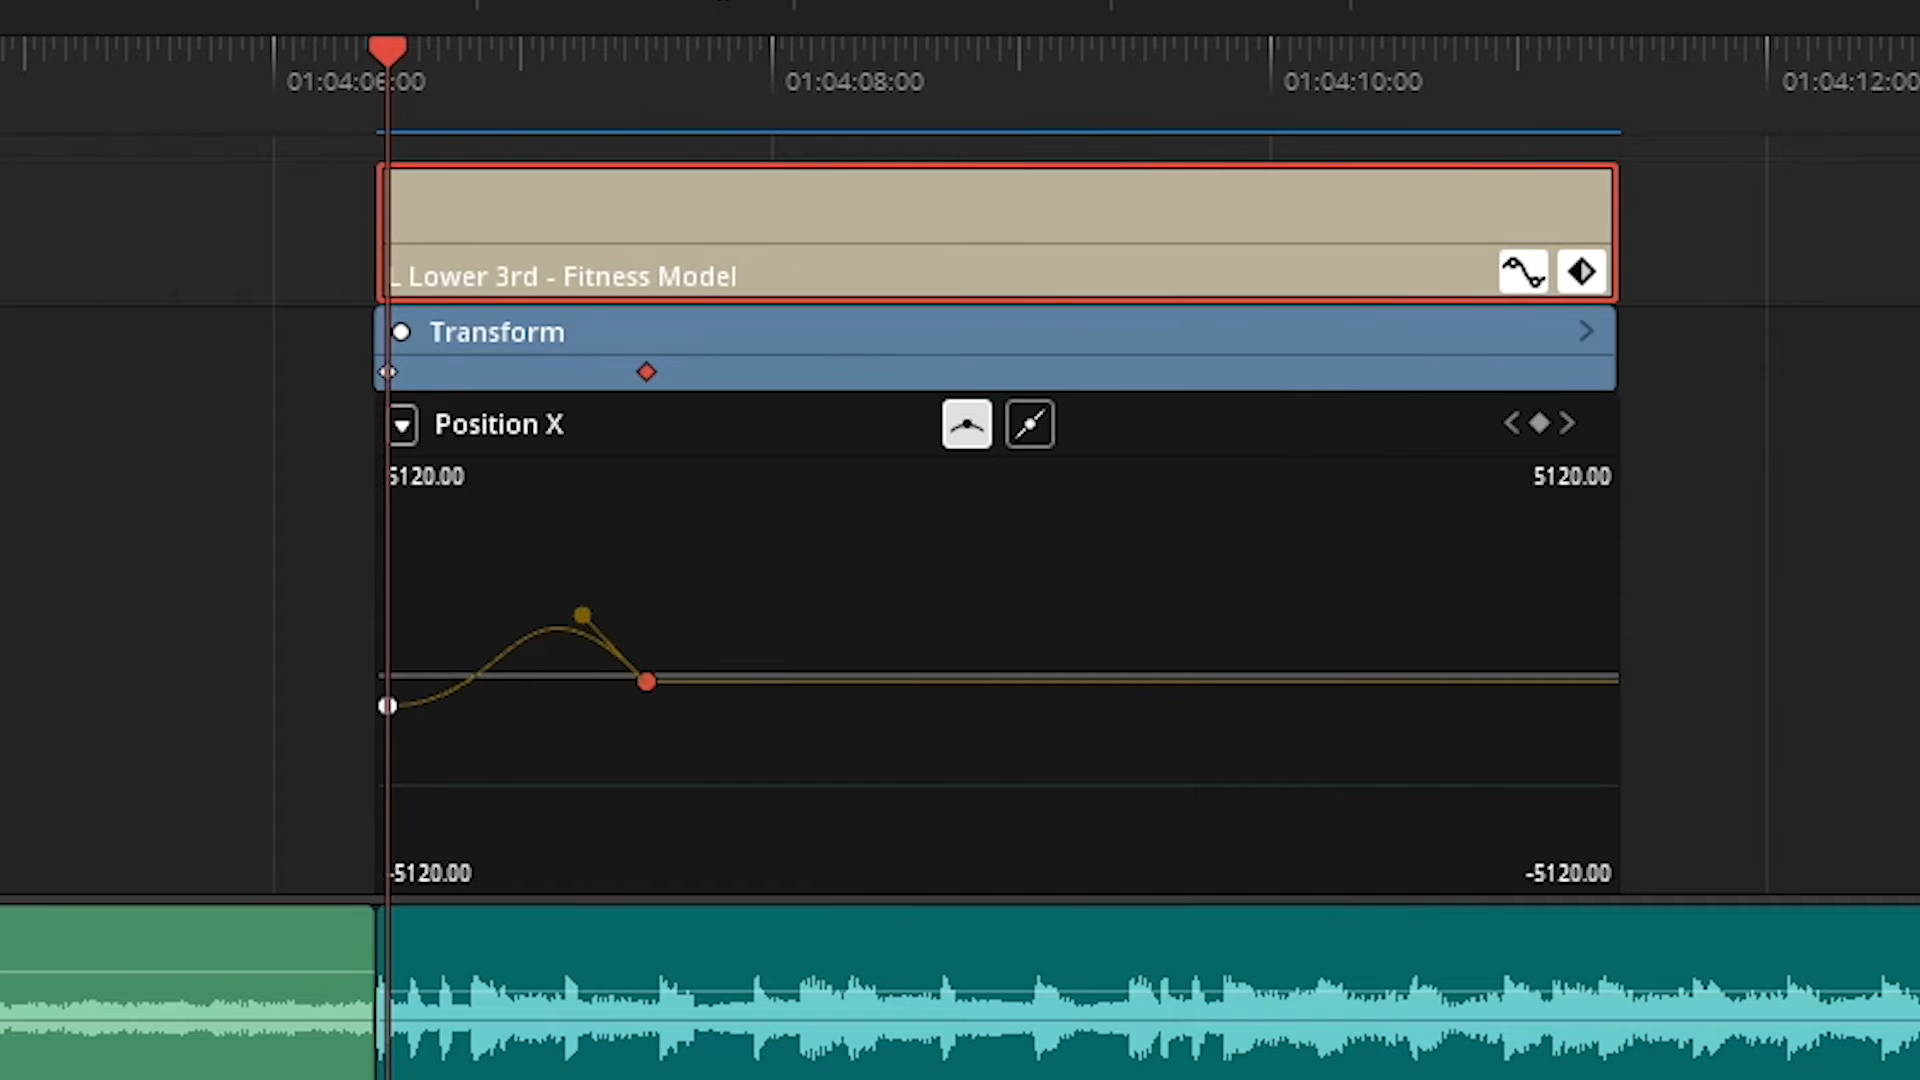 01:04:06:00
01:04:08:00
01:04:10:00
01:04:12:00
L Lower 3rd - Fitness Model
Transform
Position X
5120.00
5120.00
-5120.00
-5120.00